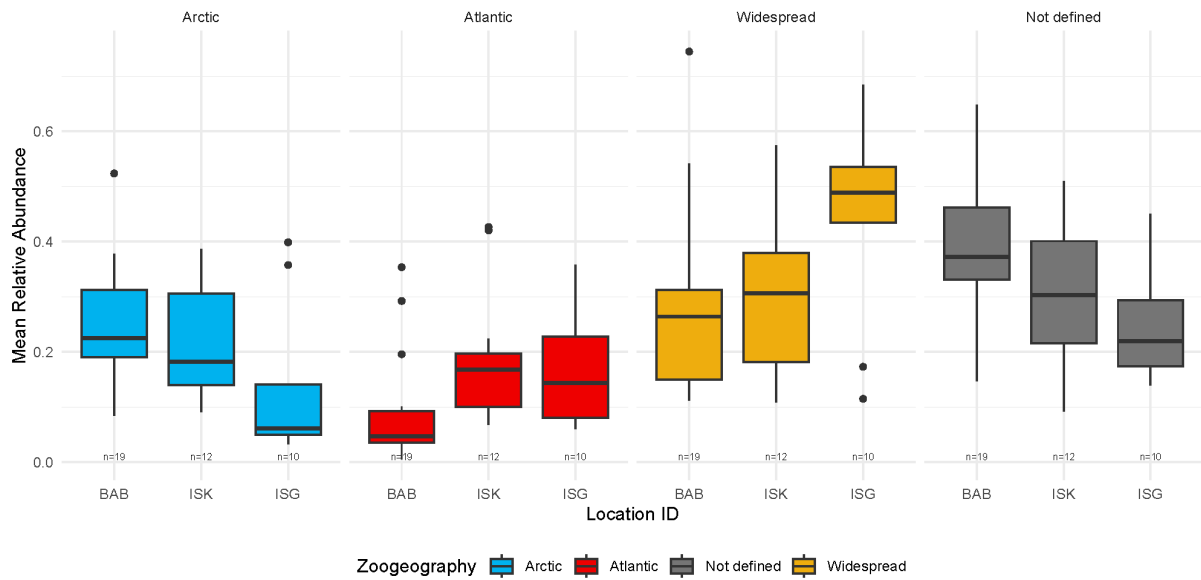 Arctic Atlantic Widespread Not defined
Mean Relative Abundance
0.6
0.4
0.2
0.0
n=19 n=12 n=10 n=19 n=12 n=10 n=19 n=12 n=10 n=19 n=12 n=10
BAB ISK ISG BAB ISK ISG BAB ISK ISG BAB ISK ISG
Location ID
Zoogeography Arctic Atlantic Not defined Widespread